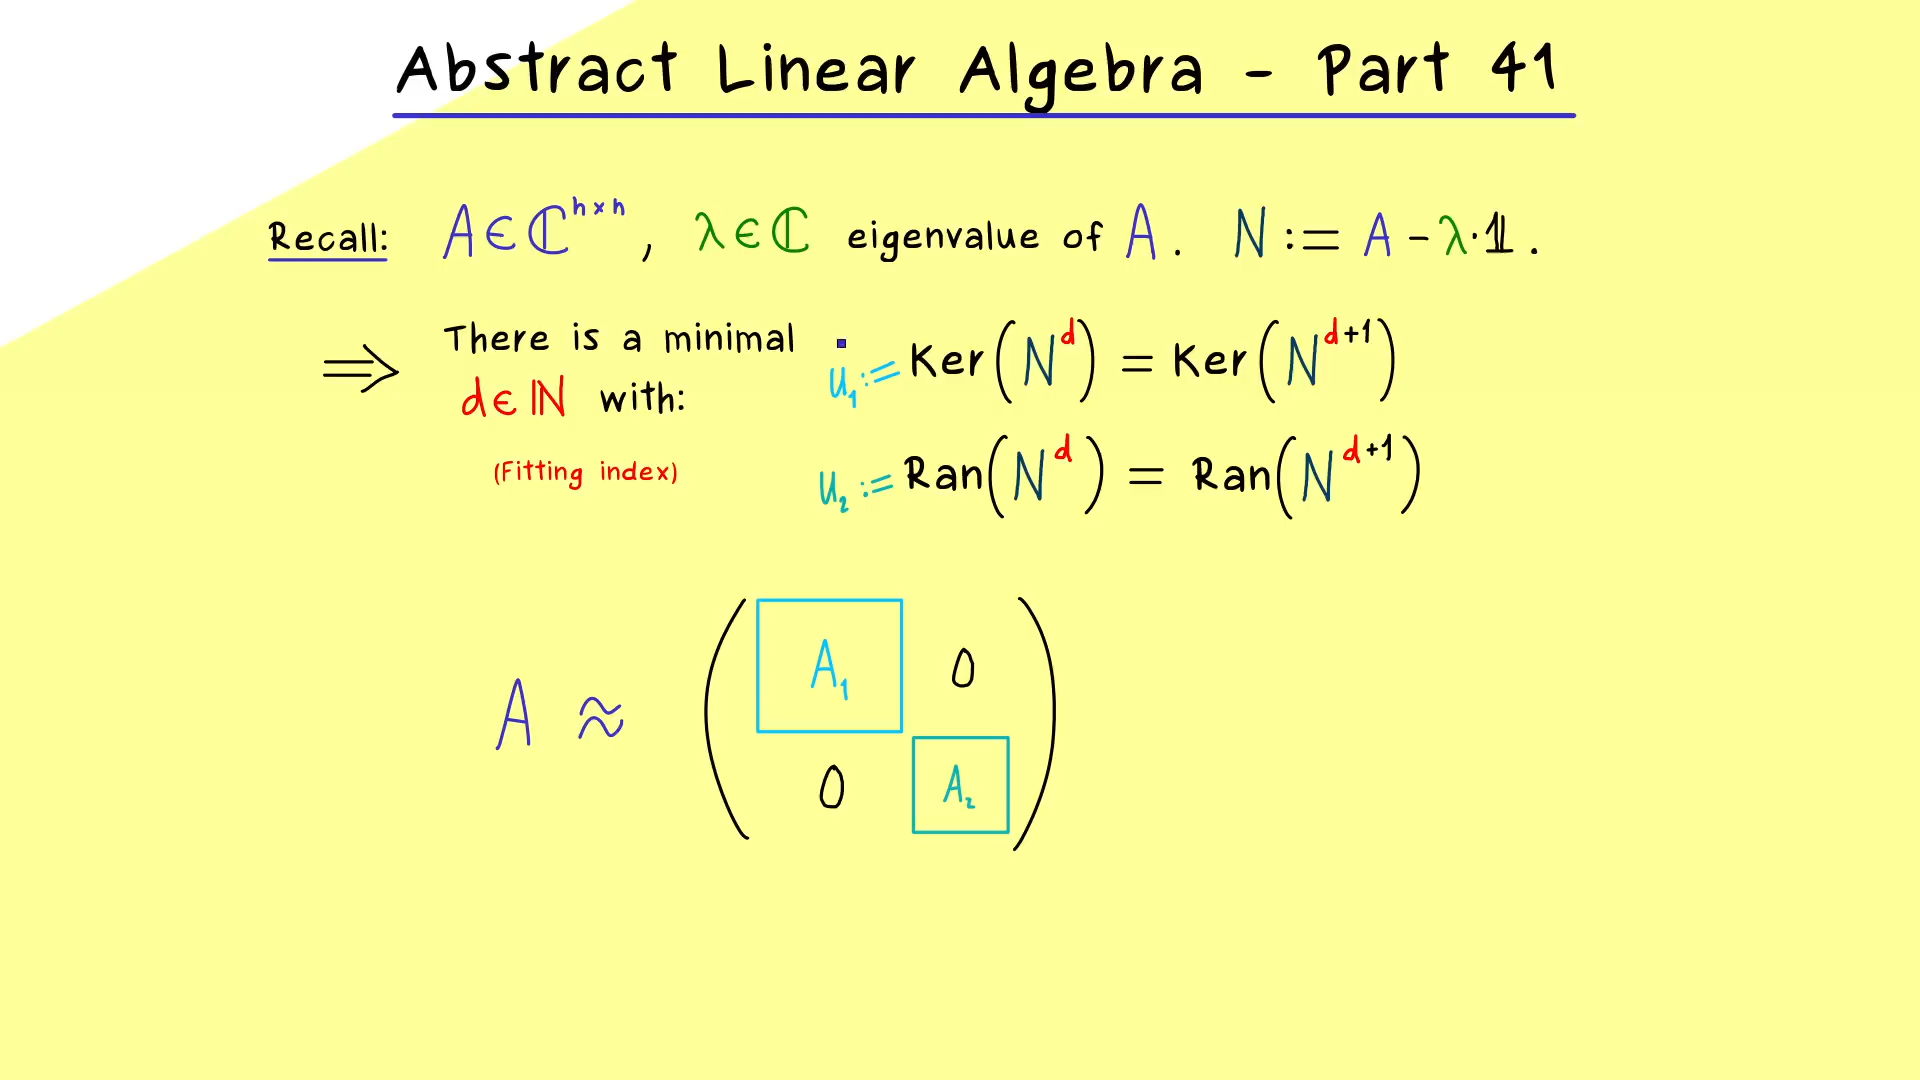 Abstract Linear Algebra - Part 41
Recall: A ∈ ℂⁿˣⁿ, λ ∈ ℂ eigenvalue of A. N := A - λ·𝟙.
⇒ There is a minimal
d ∈ ℕ with:
(Fitting index)
U₁ := Ker(N^d) = Ker(N^{d+1})
U₂ := Ran(N^d) = Ran(N^{d+1})
A ≈ ( A₁ 0
0 A₂ )